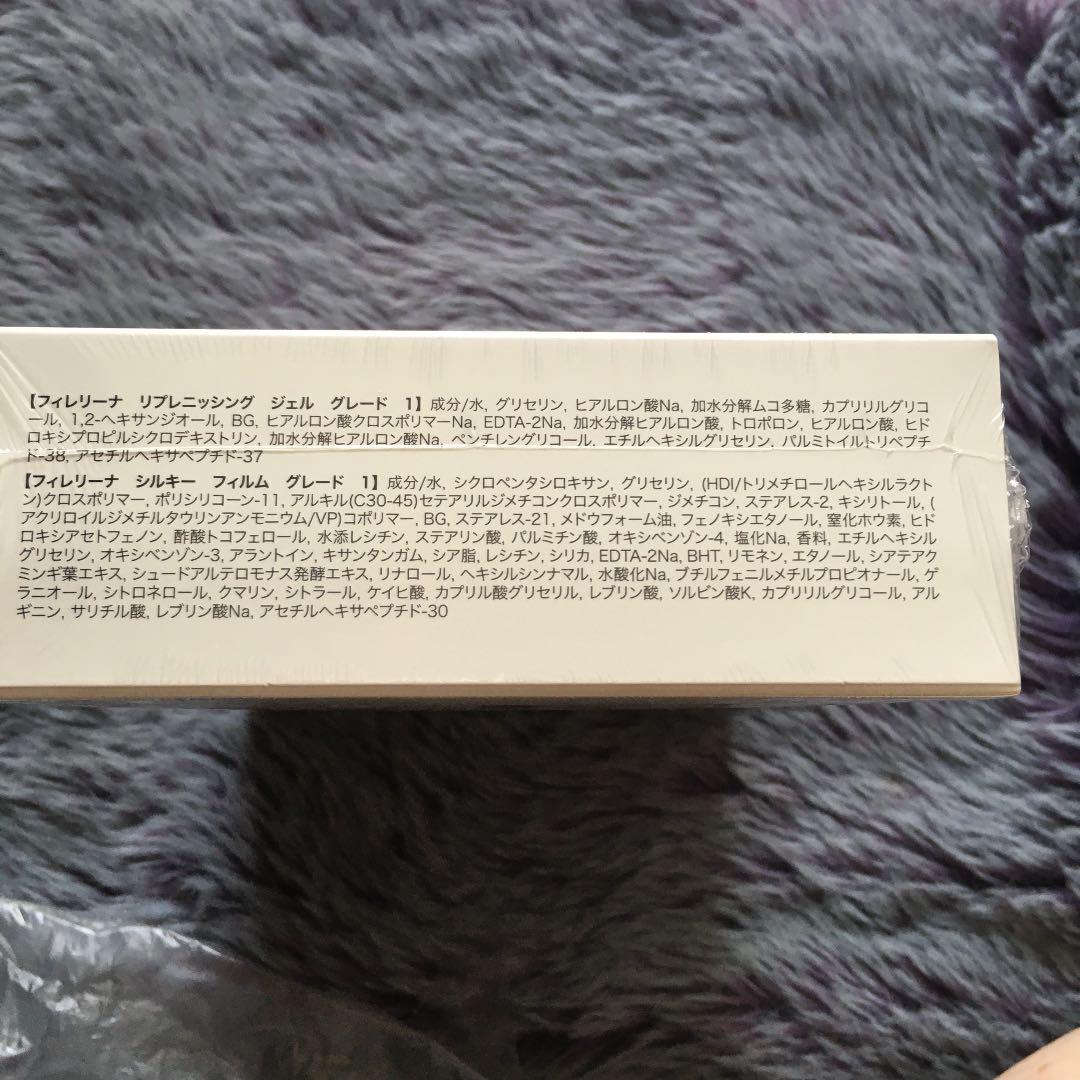 【フィレリーナ　リプレニッシング　ジェル　グレード　1】成分/水, グリセリン, ヒアルロン酸Na, 加水分解ムコ多糖, カプリリルグリコ
ール, 1,2-ヘキサンジオール, BG, ヒアルロン酸クロスポリマーNa, EDTA-2Na, 加水分解ヒアルロン酸, トロポロン, ヒアルロン酸, ヒド
ロキシプロピルシクロデキストリン, 加水分解ヒアルロン酸Na, ペンチレングリコール, エチルヘキシルグリセリン, パルミトイルトリペプチ
ド-38, アセチルヘキサペプチド-37
【フィレリーナ　シルキー　フィルム　グレード　1】成分/水, シクロペンタシロキサン, グリセリン, (HDI/トリメチロールヘキシルラクト
ン)クロスポリマー, ポリシリコーン-11, アルキル(C30-45)セテアリルジメチコンクロスポリマー, ジメチコン, ステアレス-2, キシリトール, (
アクリロイルジメチルタウリンアンモニウム/VP)コポリマー, BG, ステアレス-21, メドウフォーム油, フェノキシエタノール, 窒化ホウ素, ヒド
ロキシアセトフェノン, 酢酸トコフェロール, 水添レシチン, ステアリン酸, パルミチン酸, オキシベンゾン-4, 塩化Na, 香料, エチルヘキシル
グリセリン, オキシベンゾン-3, アラントイン, キサンタンガム, シア脂, レシチン, シリカ, EDTA-2Na, BHT, リモネン, エタノール, シアテアク
ミンギ葉エキス, シュードアルテロモナス発酵エキス, リナロール, ヘキシルシンナマル, 水酸化Na, ブチルフェニルメチルプロピオナール, ゲ
ラニオール, シトロネロール, クマリン, シトラール, ケイヒ酸, カプリル酸グリセリル, レブリン酸, ソルビン酸K, カプリリルグリコール, アル
ギニン, サリチル酸, レブリン酸Na, アセチルヘキサペプチド-30